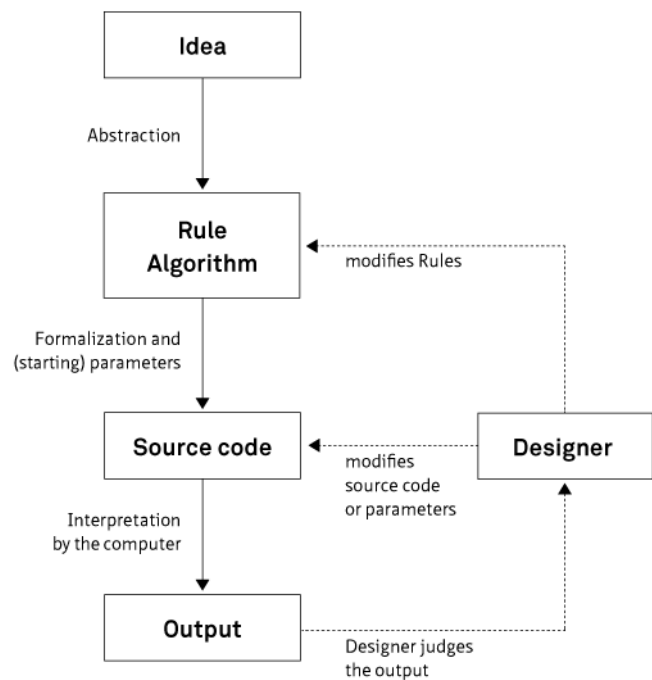 Idea
Abstraction
Rule
Algorithm
modifies Rules
Formalization and
(starting) parameters
Source code
Designer
modifies
source code
or parameters
Interpretation
by the computer
Output
Designer judges
the output